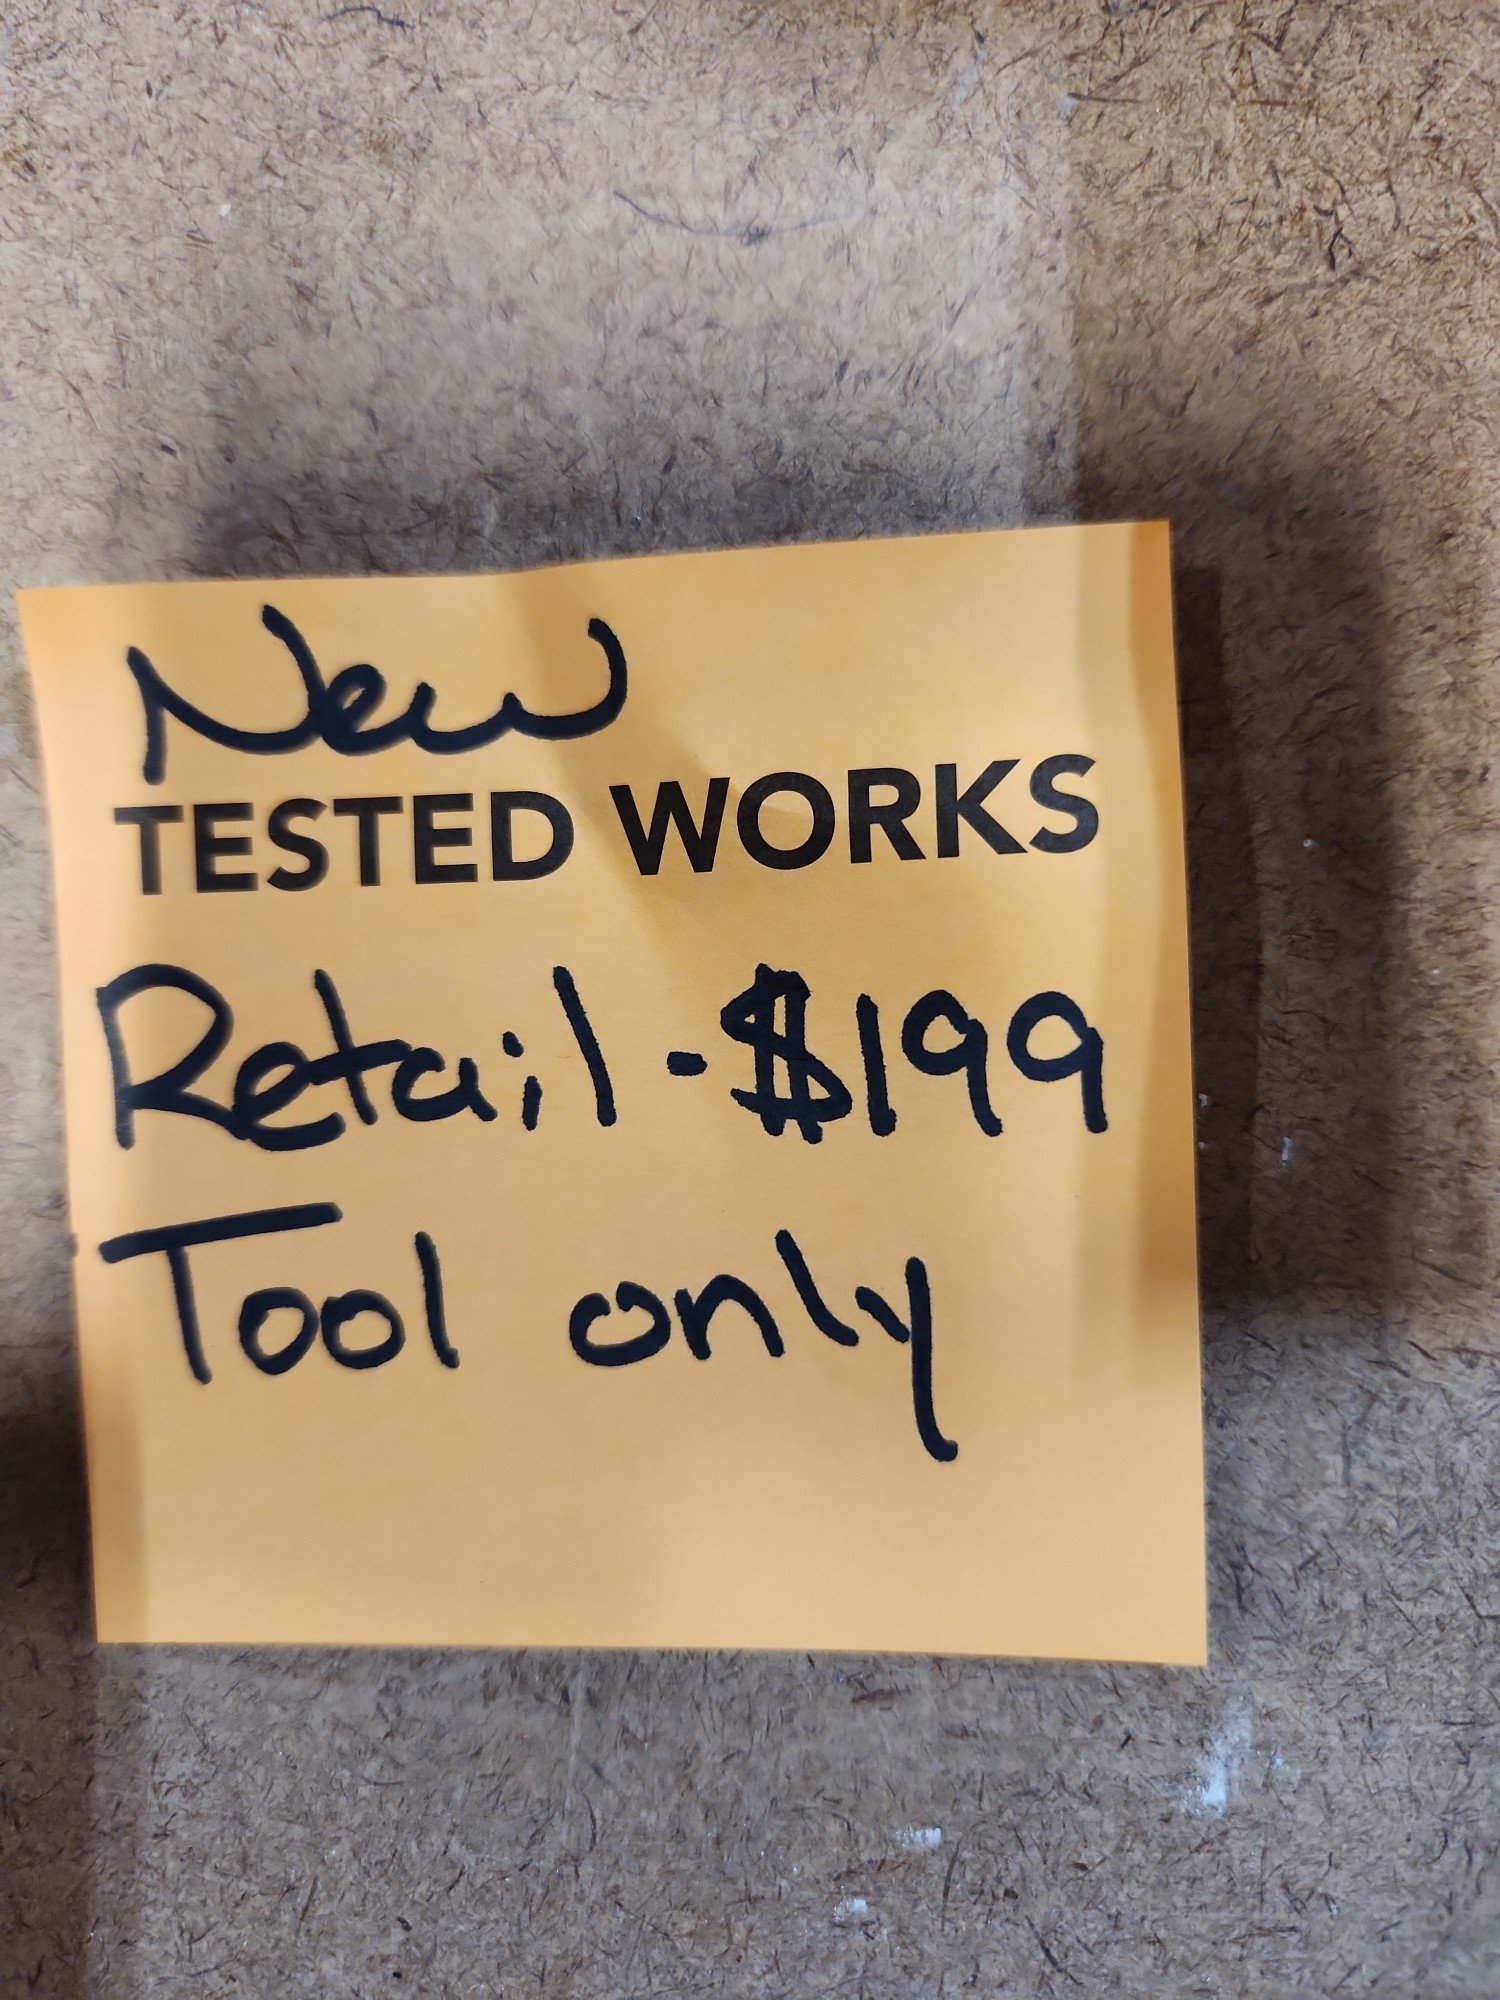 New
TESTED WORKS
Retail - $199
Tool only